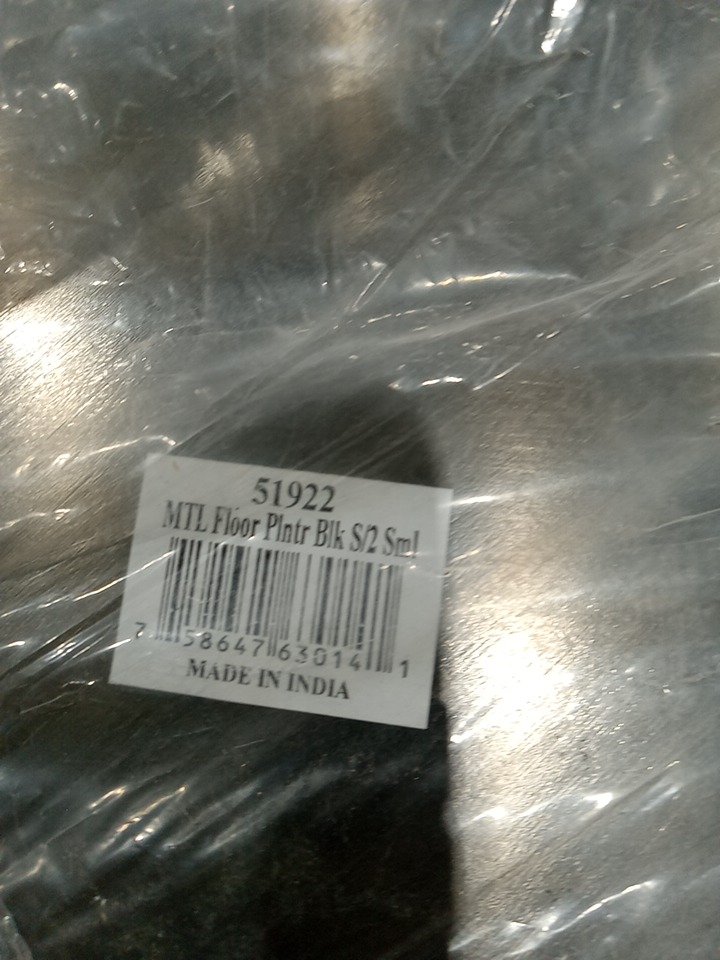 51922
MTL Floor Plntr Blk S/2 Sml
7 58647 63014 1
MADE IN INDIA